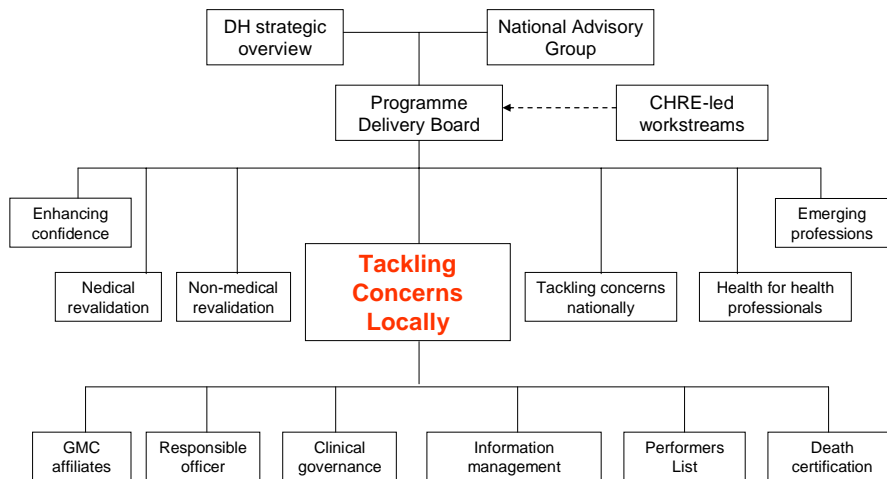 DH strategic
overview
National Advisory
Group
Programme
Delivery Board
CHRE-led
workstreams
Enhancing
confidence
Nedical
revalidation
Non-medical
revalidation
Tackling
Concerns
Locally
Tackling concerns
nationally
Health for health
professionals
Emerging
professions
GMC
affiliates
Responsible
officer
Clinical
governance
Information
management
Performers
List
Death
certification